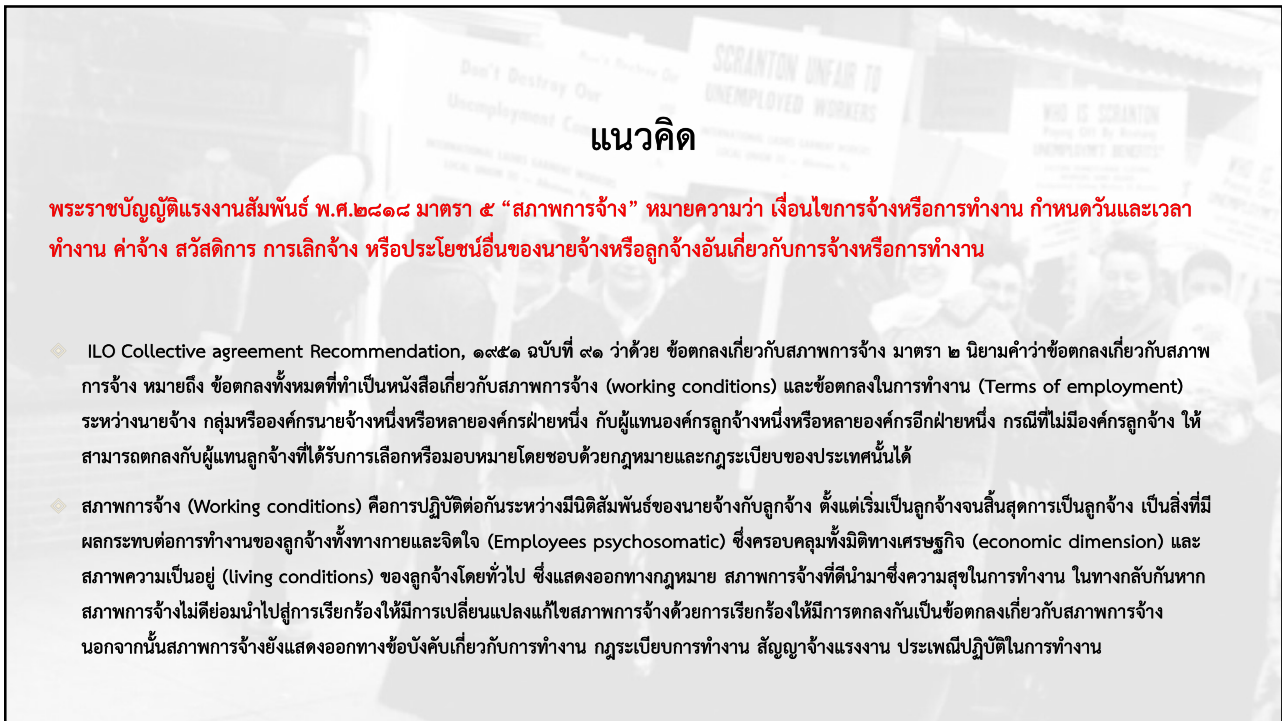 Don't Destroy Our
Unemployment
SCRANTON UNFAIR TO
UNEMPLOYED WORKERS
WHO IS SCRANTON
UNEMPLOYMENT BENEFITS?
แนวคิด
พระราชบัญญัติแรงงานสัมพันธ์ พ.ศ.๒๘๑๘ มาตรา ๕ “สภาพการจ้าง” หมายความว่า เงื่อนไขการจ้างหรือการทำงาน กำหนดวันและเวลา
ทำงาน ค่าจ้าง สวัสดิการ การเลิกจ้าง หรือประโยชน์อื่นของนายจ้างหรือลูกจ้างอันเกี่ยวกับการจ้างหรือการทำงาน
ILO Collective agreement Recommendation, ๑๙๕๑ ฉบับที่ ๙๑ ว่าด้วย ข้อตกลงเกี่ยวกับสภาพการจ้าง มาตรา ๒ นิยามคำว่าข้อตกลงเกี่ยวกับสภาพ
การจ้าง หมายถึง ข้อตกลงทั้งหมดที่ทำเป็นหนังสือเกี่ยวกับสภาพการจ้าง (working conditions) และข้อตกลงในการทำงาน (Terms of employment)
ระหว่างนายจ้าง กลุ่มหรือองค์กรนายจ้างหนึ่งหรือหลายองค์กรฝ่ายหนึ่ง กับผู้แทนองค์กรลูกจ้างหนึ่งหรือหลายองค์กรอีกฝ่ายหนึ่ง กรณีที่ไม่มีองค์กรลูกจ้าง ให้
สามารถตกลงกับผู้แทนลูกจ้างที่ได้รับการเลือกหรือมอบหมายโดยชอบด้วยกฎหมายและกฎระเบียบของประเทศนั้นได้
สภาพการจ้าง (Working conditions) คือการปฏิบัติต่อกันระหว่างมีนิติสัมพันธ์ของนายจ้างกับลูกจ้าง ตั้งแต่เริ่มเป็นลูกจ้างจนสิ้นสุดการเป็นลูกจ้าง เป็นสิ่งที่มี
ผลกระทบต่อการทำงานของลูกจ้างทั้งทางกายและจิตใจ (Employees psychosomatic) ซึ่งครอบคลุมทั้งมิติทางเศรษฐกิจ (economic dimension) และ
สภาพความเป็นอยู่ (living conditions) ของลูกจ้างโดยทั่วไป ซึ่งแสดงออกทางกฎหมาย สภาพการจ้างที่ดีนำมาซึ่งความสุขในการทำงาน ในทางกลับกันหาก
สภาพการจ้างไม่ดีย่อมนำไปสู่การเรียกร้องให้มีการเปลี่ยนแปลงแก้ไขสภาพการจ้างด้วยการเรียกร้องให้มีการตกลงกันเป็นข้อตกลงเกี่ยวกับสภาพการจ้าง
นอกจากนั้นสภาพการจ้างยังแสดงออกทางข้อบังคับเกี่ยวกับการทำงาน กฎระเบียบการทำงาน สัญญาจ้างแรงงาน ประเพณีปฏิบัติในการทำงาน